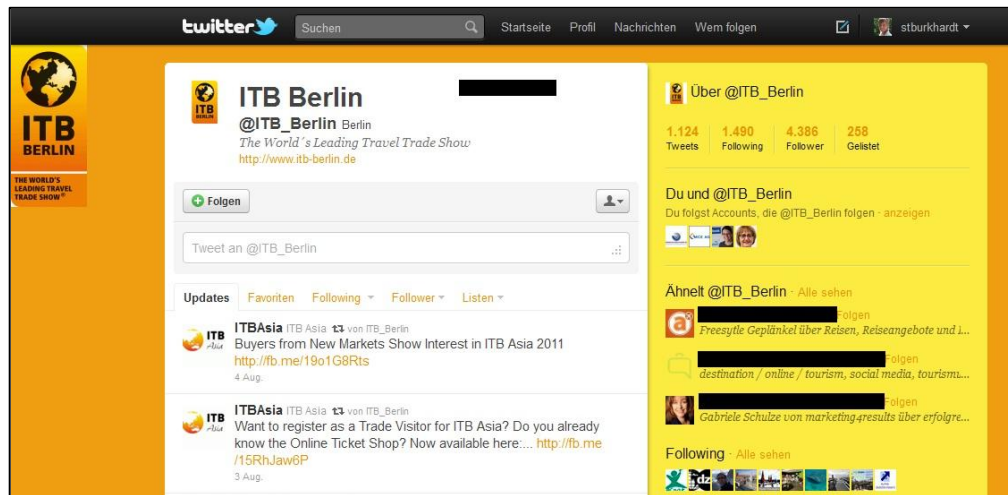 twitter
Suchen
Startseite Profil Nachrichten Wem folgen
stburkhardt
ITB
BERLIN
THE WORLD'S
LEADING TRAVEL
TRADE SHOW®
ITB
BERLIN
ITB Berlin
@ITB_Berlin Berlin
The World´s Leading Travel Trade Show
http://www.itb-berlin.de
Folgen
Tweet an @ITB_Berlin
Updates Favoriten Following Follower Listen
ITB
Asia
ITBAsia ITB Asia von ITB_Berlin
Buyers from New Markets Show Interest in ITB Asia 2011
http://fb.me/19o1G8Rts
4 Aug.
ITB
Asia
ITBAsia ITB Asia von ITB_Berlin
Want to register as a Trade Visitor for ITB Asia? Do you already
know the Online Ticket Shop? Now available here:... http://fb.me
/15RhJaw6P
3 Aug.
Über @ITB_Berlin
1.124 1.490 4.386 258
Tweets Following Follower Gelistet
Du und @ITB_Berlin
Du folgst Accounts, die @ITB_Berlin folgen · anzeigen
Ähnelt @ITB_Berlin · Alle sehen
Folgen
Freesytle Geplänkel über Reisen, Reiseangebote und i...
Folgen
destination / online / tourism, social media, tourismu...
Folgen
Gabriele Schulze von marketing4results über erfolgre...
Following · Alle sehen
dz